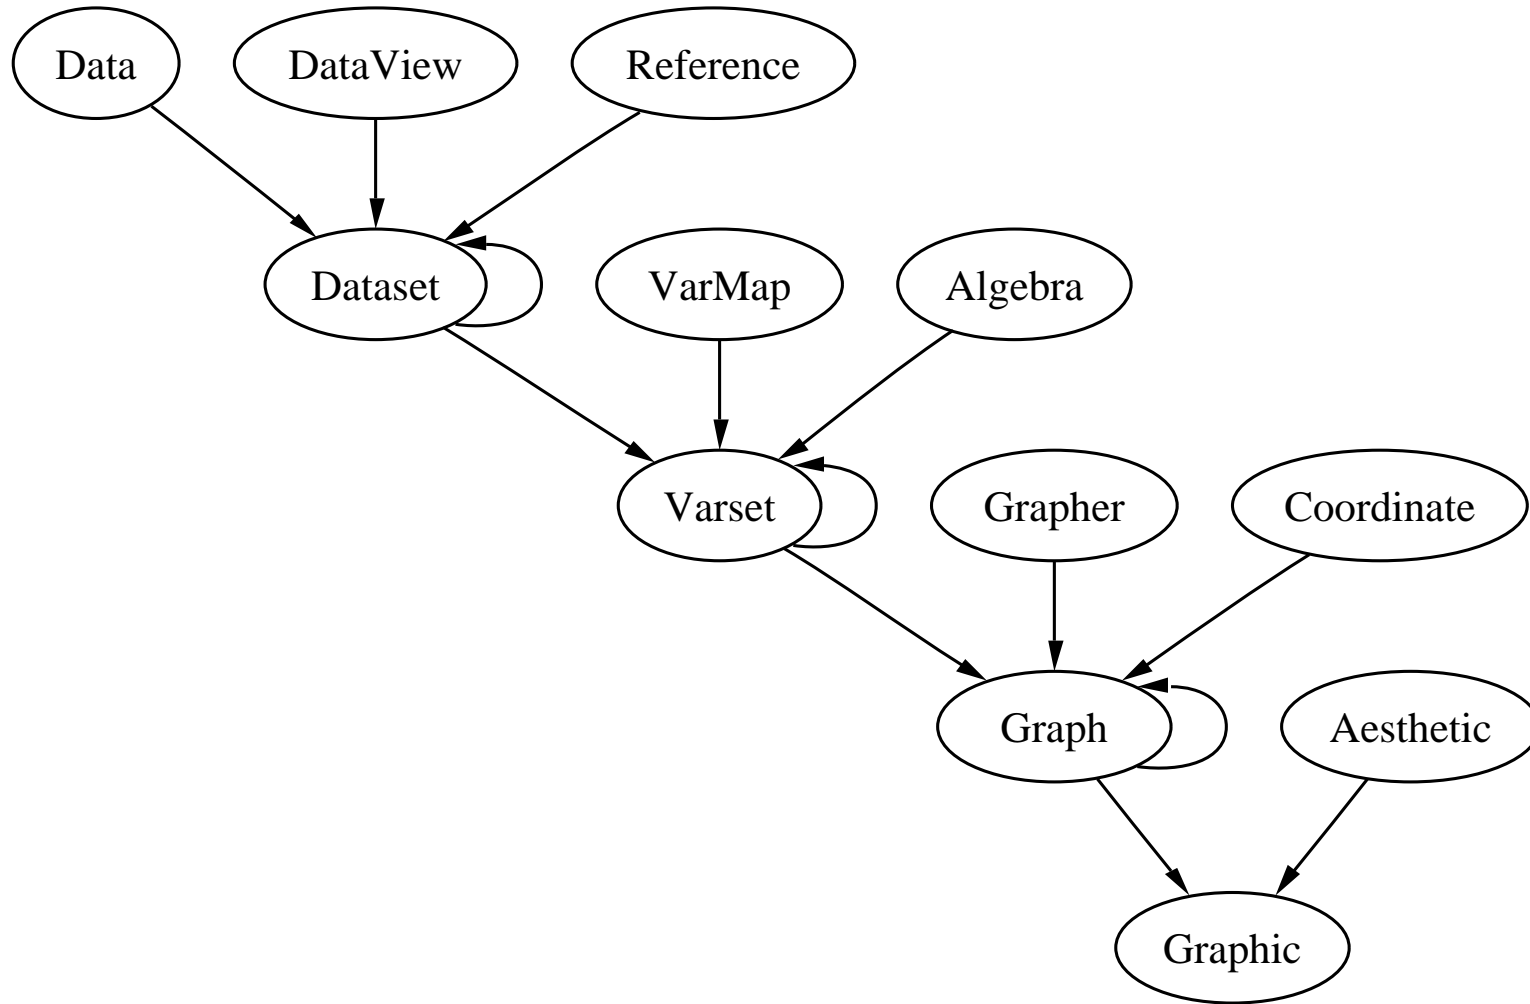 Data
DataView
Reference
Dataset
VarMap
Algebra
Varset
Grapher
Coordinate
Graph
Aesthetic
Graphic